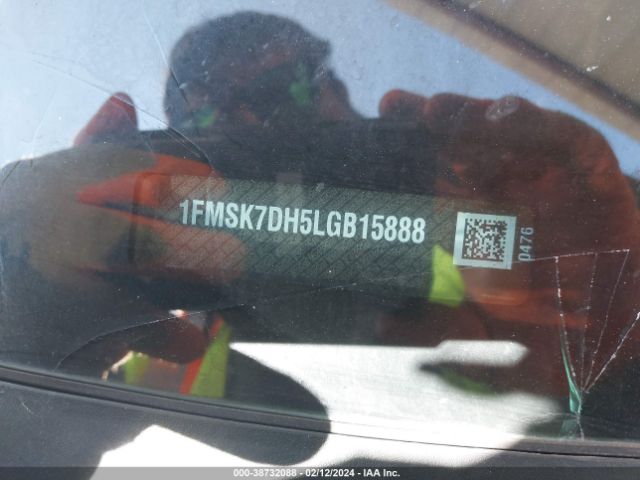 1FMSK7DH5LGB15888
0476
000-38732088 - 02/12/2024 - IAA Inc.